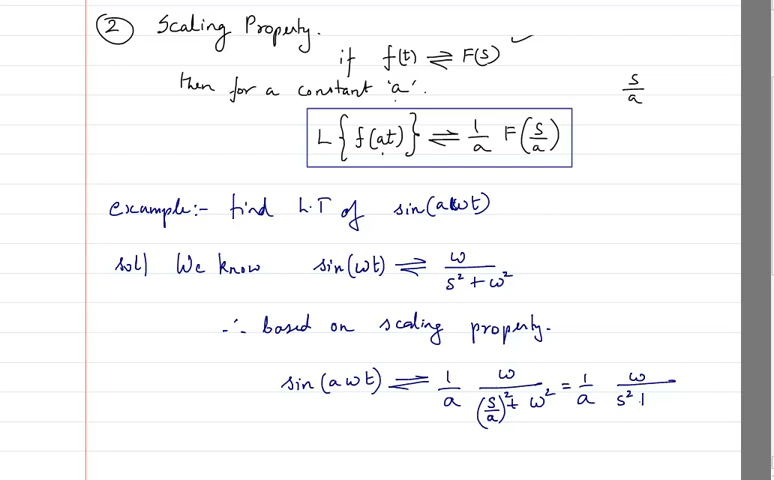 ② Scaling Property.
if f(t) ⇌ F(s) ✓
then for a constant 'a'.
s/a
L{f(at)} ⇌ 1/a F(s/a)
example:- find L.T of sin(aωt)
sol) We know sin(ωt) ⇌ ω/(s² + ω²)
∴ based on scaling property.
sin(aωt) ⇌ 1/a ω/((s/a)² + ω²) = 1/a ω/(s² +